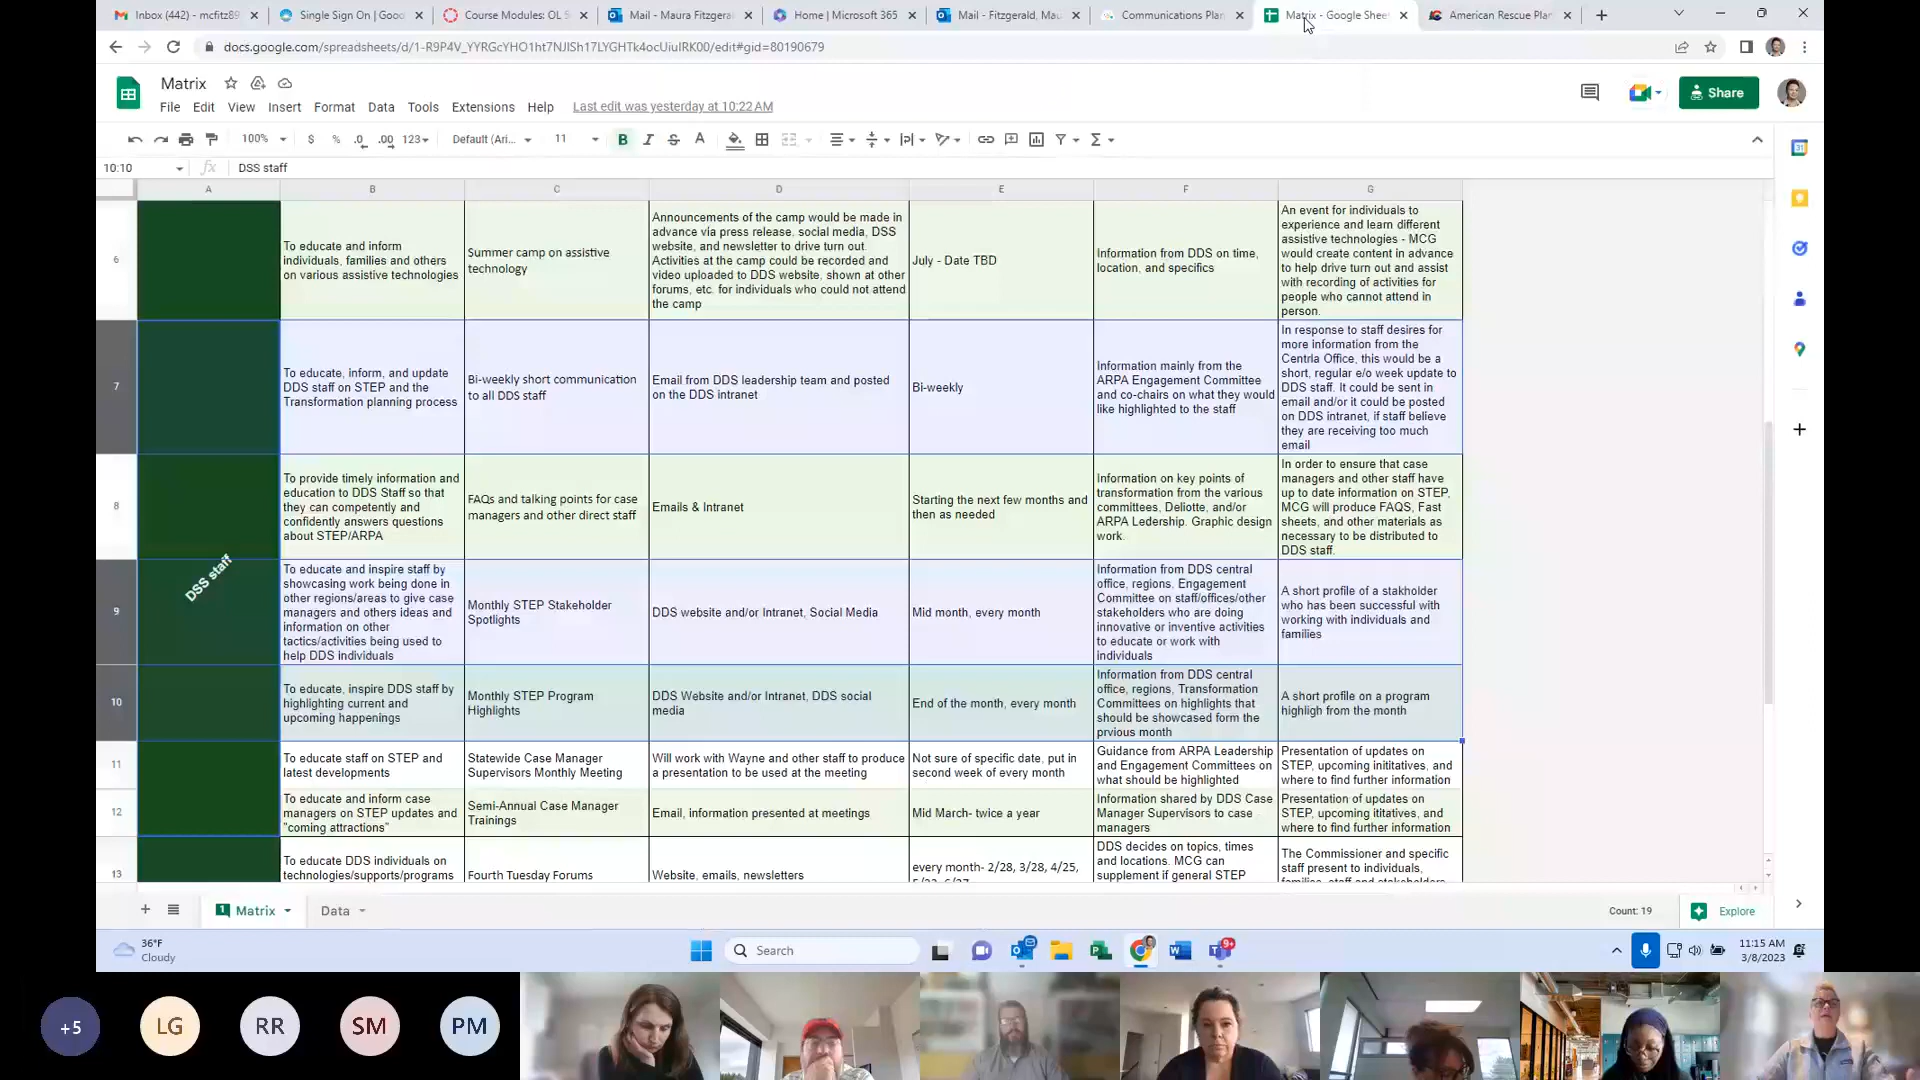 Inbox (442) - mcfitz89
Single Sign On | Good
Course Modules: OL S
Mail - Maura Fitzgeral
Home | Microsoft 365
Mail - Fitzgerald, Mau
Communications Plan
Matrix - Google Sheet
American Rescue Plan
docs.google.com/spreadsheets/d/1-R9P4V_YYRGcYHO1ht7NJISh17LYGHTk4ocUiuIRK00/edit#gid=80190679
Matrix
File Edit View Insert Format Data Tools Extensions Help Last edit was yesterday at 10:22 AM
Share
100% $ % .0 .00 123 Default (Ari... 11 B I S A
10:10 DSS staff
A B C D E F G
6
To educate and inform
individuals, families and others
on various assistive technologies
Summer camp on assistive
technology
Announcements of the camp would be made in
advance via press release, social media, DSS
website, and newsletter to drive turn out.
Activities at the camp could be recorded and
video uploaded to DDS website, shown at other
forums, etc. for individuals who could not attend
the camp
July - Date TBD
Information from DDS on time,
location, and specifics
An event for individuals to
experience and learn different
assistive technologies - MCG
would create content in advance
to help drive turn out and assist
with recording of activities for
people who cannot attend in
person.
7
To educate, inform, and update
DDS staff on STEP and the
Transformation planning process
Bi-weekly short communication
to all DDS staff
Email from DDS leadership team and posted
on the DDS intranet
Bi-weekly
Information mainly from the
ARPA Engagement Committee
and co-chairs on what they would
like highlighted to the staff
In response to staff desires for
more information from the
Centrla Office, this would be a
short, regular e/o week update to
DDS staff. It could be sent in
email and/or it could be posted
on DDS intranet, if staff believe
they are receiving too much
email
8
To provide timely information and
education to DDS Staff so that
they can competently and
confidently answers questions
about STEP/ARPA
FAQs and talking points for case
managers and other direct staff
Emails & Intranet
Starting the next few months and
then as needed
Information on key points of
transformation from the various
committees, Deliotte, and/or
ARPA Ledership. Graphic design
work.
In order to ensure that case
managers and other staff have
up to date information on STEP,
MCG will produce FAQS, Fast
sheets, and other materials as
necessary to be distributed to
DDS staff.
DSS staff
9
To educate and inspire staff by
showcasing work being done in
other regions/areas to give case
managers and others ideas and
information on other
tactics/activities being used to
help DDS individuals
Monthly STEP Stakeholder
Spotlights
DDS website and/or Intranet, Social Media
Mid month, every month
Information from DDS central
office, regions. Engagement
Committee on staff/offices/other
stakeholders who are doing
innovative or inventive activities
to educate or work with
individuals
A short profile of a stakholder
who has been successful with
working with individuals and
families
10
To educate, inspire DDS staff by
highlighting current and
upcoming happenings
Monthly STEP Program
Highlights
DDS Website and/or Intranet, DDS social
media
End of the month, every month
Information from DDS central
office, regions, Transformation
Committees on highlights that
should be showcased form the
prvious month
A short profile on a program
highligh from the month
11
To educate staff on STEP and
latest developments
Statewide Case Manager
Supervisors Monthly Meeting
Will work with Wayne and other staff to produce
a presentation to be used at the meeting
Not sure of specific date, put in
second week of every month
Guidance from ARPA Leadership
and Engagement Committees on
what should be highlighted
Presentation of updates on
STEP, upcoming inititatives, and
where to find further information
12
To educate and inform case
managers on STEP updates and
"coming attractions"
Semi-Annual Case Manager
Trainings
Email, information presented at meetings
Mid March- twice a year
Information shared by DDS Case
Manager Supervisors to case
managers
Presentation of updates on
STEP, upcoming ititatives, and
where to find further information
13
To educate DDS individuals on
technologies/supports/programs
Fourth Tuesday Forums
Website, emails, newsletters
every month- 2/28, 3/28, 4/25,
DDS decides on topics, times
and locations. MCG can
supplement if general STEP
The Commissioner and specific
staff present to individuals,
families, staff and stakeholders
1 Matrix Data Count: 19 Explore
36°F
Cloudy
Search
9+
11:15 AM
3/8/2023
+5 LG RR SM PM